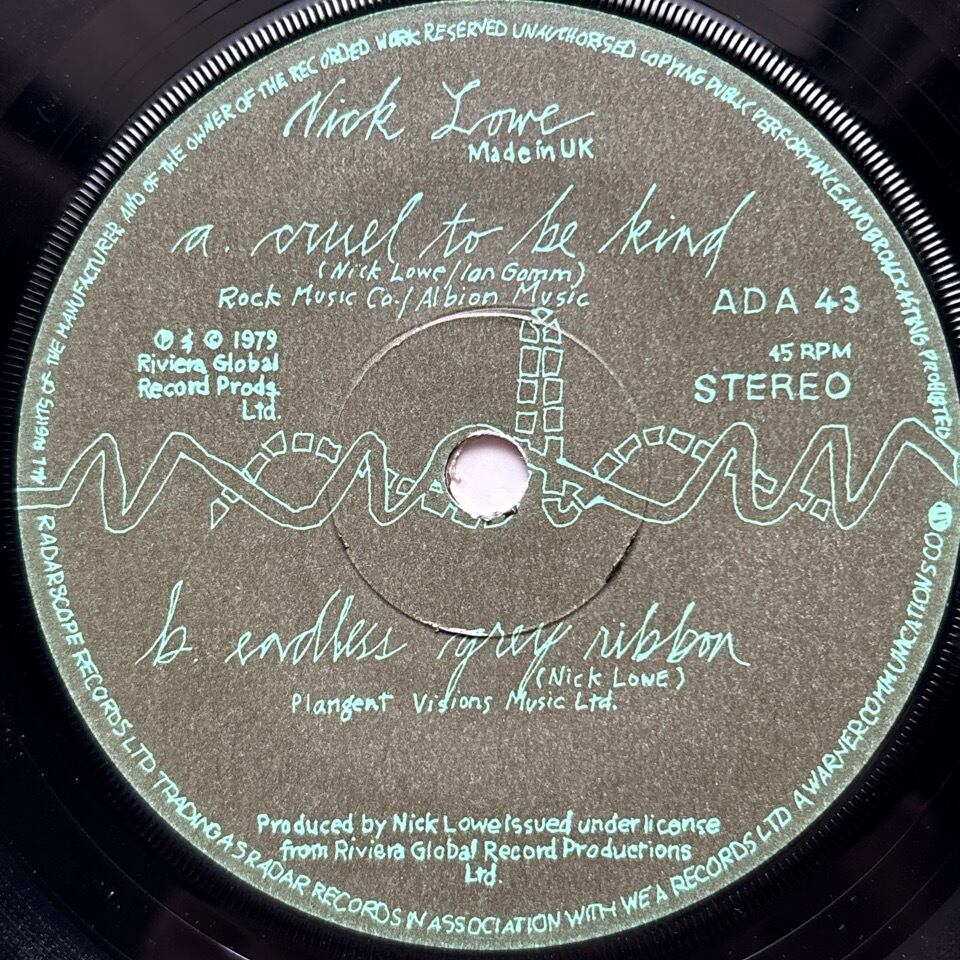 ALL RIGHTS OF THE MANUFACTURER AND OF THE OWNER OF THE RECORDED WORK RESERVED UNAUTHORISED COPYING PUBLIC PERFORMANCE AND BROADCASTING PROHIBITED
Nick Lowe
Made in UK
a. cruel to be kind
(Nick Lowe/Ian Gomm)
Rock Music Co./Albion Music
ADA 43
℗ & © 1979
Riviera Global
Record Prods.
Ltd.
45 RPM
STEREO
b. endless grey ribbon
(Nick Lowe)
Plangent Visions Music Ltd.
Produced by Nick Lowe Issued under license
from Riviera Global Record Productions
Ltd.
RADARSCOPE RECORDS LTD TRADING AS RADAR RECORDS IN ASSOCIATION WITH WEA RECORDS LTD A WARNER COMMUNICATIONS CO